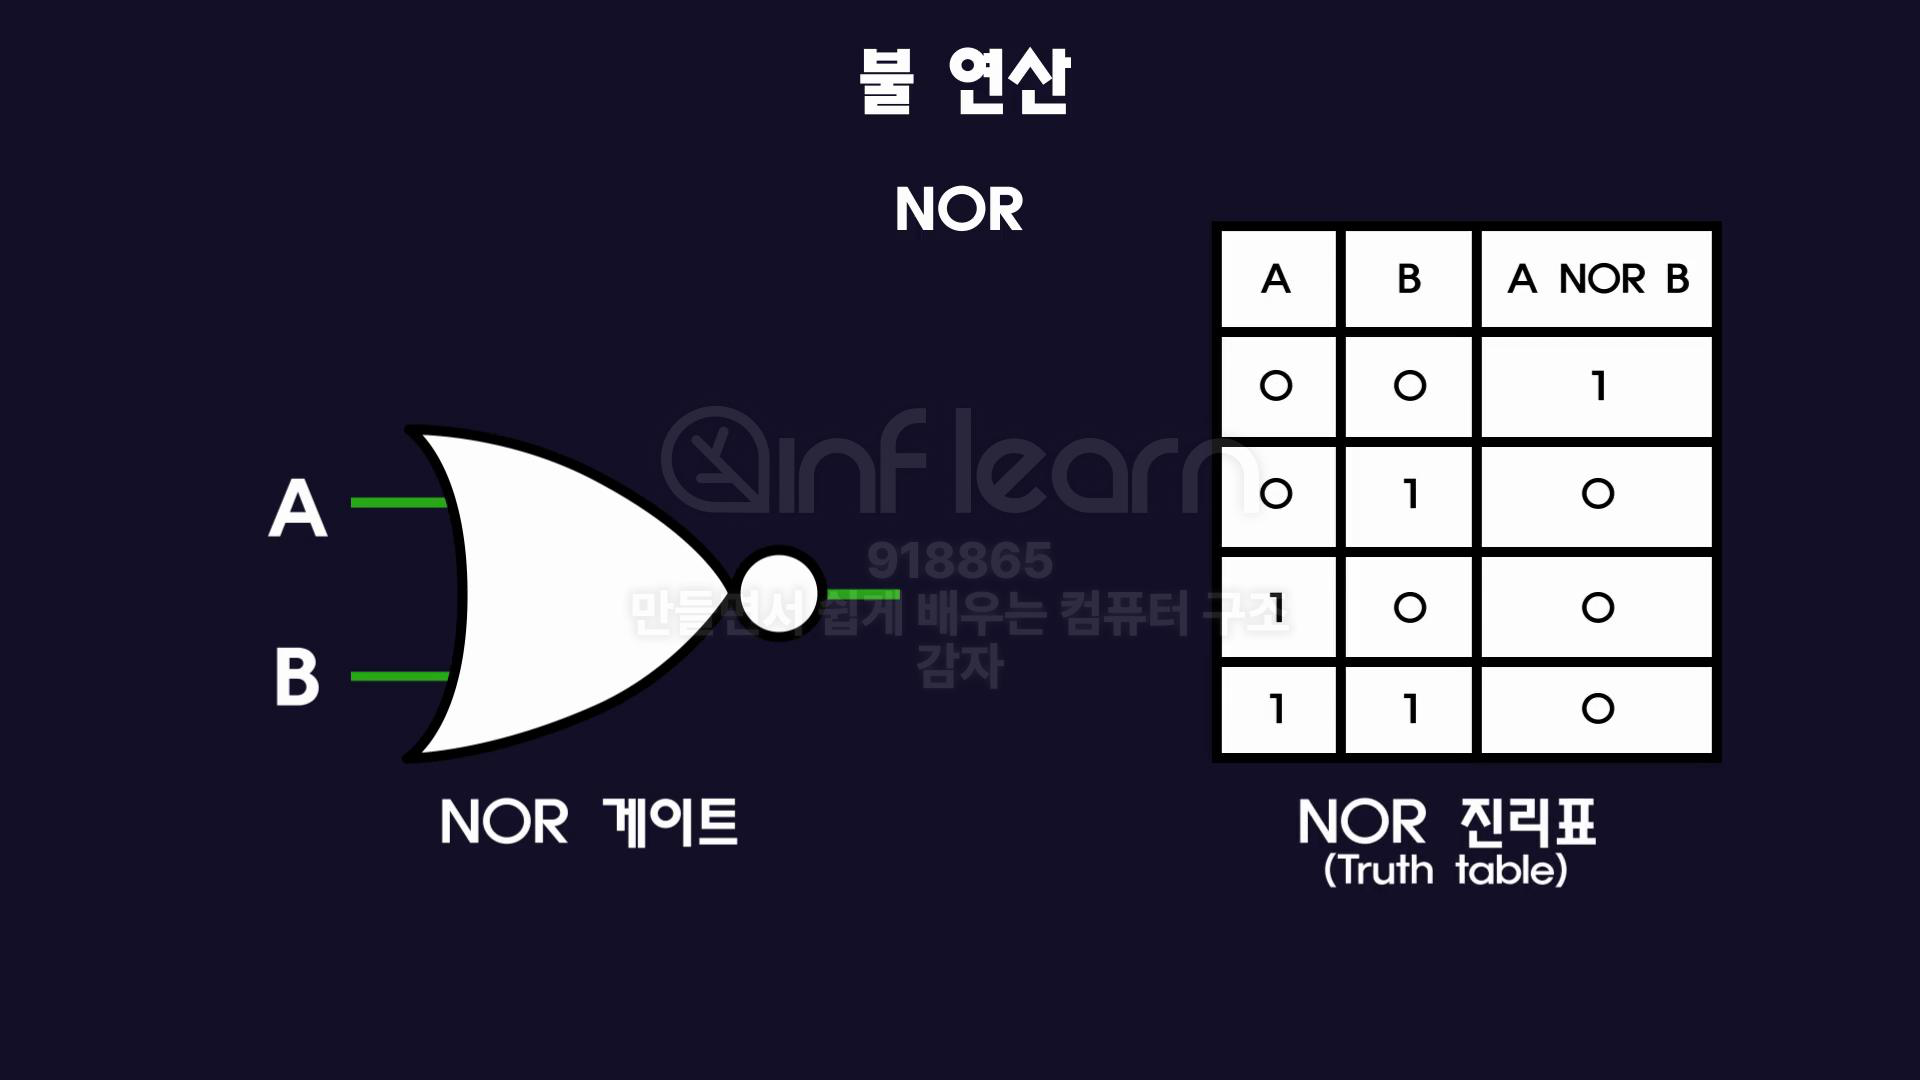 불 연산
NOR
A
B
NOR 게이트
A B A NOR B
0 0 1
0 1 0
1 0 0
1 1 0
NOR 진리표
(Truth table)
inflearn
918865
만들면서 쉽게 배우는 컴퓨터 구조
감자